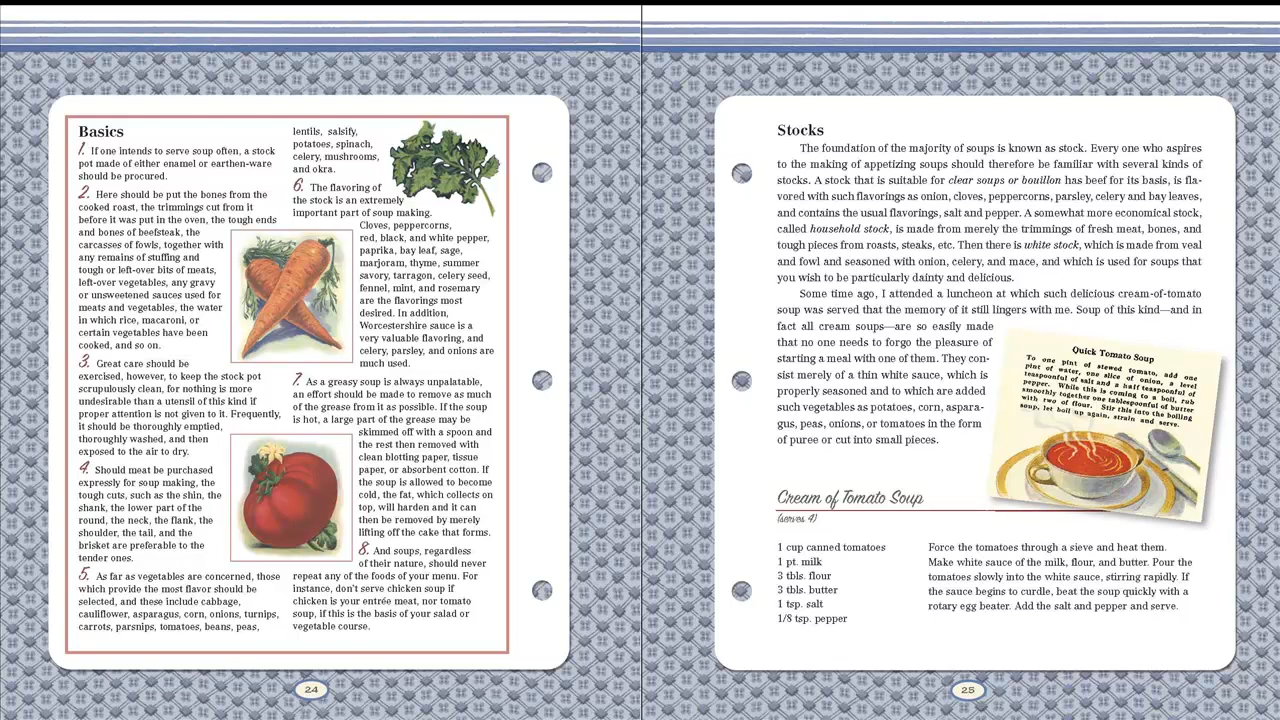 Basics
1. If one intends to serve soup often, a stock
pot made of either enamel or earthen-ware
should be procured.
2. Here should be put the bones from the
cooked roast, the trimmings cut from it
before it was put in the oven, the tough ends
and bones of beefsteak, the
carcasses of fowls, together with
any remains of stuffing and
tough or left-over bits of meats,
left-over vegetables, any gravy
or unsweetened sauces used for
meats and vegetables, the water
in which rice, macaroni, or
certain vegetables have been
cooked, and so on.
3. Great care should be
exercised, however, to keep the stock pot
scrupulously clean, for nothing is more
undesirable than a utensil of this kind if
proper attention is not given to it. Frequently,
it should be thoroughly emptied,
thoroughly washed, and then
exposed to the air to dry.
4. Should meat be purchased
expressly for soup making, the
tough cuts, such as the shin, the
shank, the lower part of the
round, the neck, the flank, the
shoulder, the tail, and the
brisket are preferable to the
tender ones.
5. As far as vegetables are concerned, those
which provide the most flavor should be
selected, and these include cabbage,
cauliflower, asparagus, corn, onions, turnips,
carrots, parsnips, tomatoes, beans, peas,
lentils, salsify,
potatoes, spinach,
celery, mushrooms,
and okra.
6. The flavoring of
the stock is an extremely
important part of soup making.
Cloves, peppercorns,
red, black, and white pepper,
paprika, bay leaf, sage,
marjoram, thyme, summer
savory, tarragon, celery seed,
fennel, mint, and rosemary
are the flavorings most
desired. In addition,
Worcestershire sauce is a
very valuable flavoring, and
celery, parsley, and onions are
much used.
7. As a greasy soup is always unpalatable,
an effort should be made to remove as much
of the grease from it as possible. If the soup
is hot, a large part of the grease may be
skimmed off with a spoon and
the rest then removed with
clean blotting paper, tissue
paper, or absorbent cotton. If
the soup is allowed to become
cold, the fat, which collects on
top, will harden and it can
then be removed by merely
lifting off the cake that forms.
8. And soups, regardless
of their nature, should never
repeat any of the foods of your menu. For
instance, don't serve chicken soup if
chicken is your entrée meat, nor tomato
soup, if this is the basis of your salad or
vegetable course.
24
Stocks
The foundation of the majority of soups is known as stock. Every one who aspires
to the making of appetizing soups should therefore be familiar with several kinds of
stocks. A stock that is suitable for clear soups or bouillon has beef for its basis, is fla-
vored with such flavorings as onion, cloves, peppercorns, parsley, celery and bay leaves,
and contains the usual flavorings, salt and pepper. A somewhat more economical stock,
called household stock, is made from merely the trimmings of fresh meat, bones, and
tough pieces from roasts, steaks, etc. Then there is white stock, which is made from veal
and fowl and seasoned with onion, celery, and mace, and which is used for soups that
you wish to be particularly dainty and delicious.
Some time ago, I attended a luncheon at which such delicious cream-of-tomato
soup was served that the memory of it still lingers with me. Soup of this kind—and in
fact all cream soups—are so easily made
that no one needs to forgo the pleasure of
starting a meal with one of them. They con-
sist merely of a thin white sauce, which is
properly seasoned and to which are added
such vegetables as potatoes, corn, aspara-
gus, peas, onions, or tomatoes in the form
of puree or cut into small pieces.
Quick Tomato Soup
To one pint of stewed tomato, add one
pint of water, one slice of onion, a level
teaspoonful of salt and a half teaspoonful of
pepper. While this is coming to a boil, rub
smoothly together one tablespoonful of butter
with two of flour. Stir this into the boiling
soup, let boil up again, strain and serve.
Cream of Tomato Soup
(serves 4)
1 cup canned tomatoes
1 pt. milk
3 tbls. flour
3 tbls. butter
1 tsp. salt
1/8 tsp. pepper
Force the tomatoes through a sieve and heat them.
Make white sauce of the milk, flour, and butter. Pour the
tomatoes slowly into the white sauce, stirring rapidly. If
the sauce begins to curdle, beat the soup quickly with a
rotary egg beater. Add the salt and pepper and serve.
25